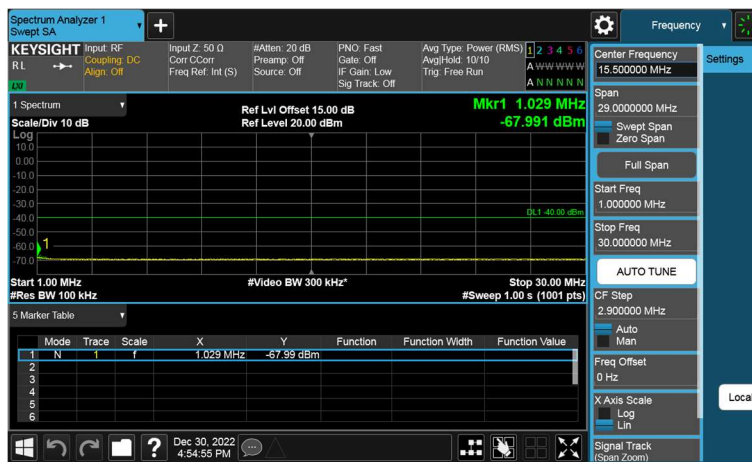 Spectrum Analyzer 1
Swept SA
Frequency
KEYSIGHT
RL
LXI
Input: RF
Coupling: DC
Align: Off
Input Z: 50 Ω
Corr CCorr
Freq Ref: Int (S)
#Atten: 20 dB
Preamp: Off
Source: Off
PNO: Fast
Gate: Off
IF Gain: Low
Sig Track: Off
Avg Type: Power (RMS)
Avg|Hold: 10/10
Trig: Free Run
1 2 3 4 5 6
A W W W W W
A N N N N N
1 Spectrum
Scale/Div 10 dB
Ref Lvl Offset 15.00 dB
Ref Level 20.00 dBm
Mkr1 1.029 MHz
-67.991 dBm
Log
10.0
0.00
-10.0
-20.0
-30.0
-40.0
-50.0
-60.0
-70.0
DL1 -40.00 dBm
1
Start 1.00 MHz
#Res BW 100 kHz
#Video BW 300 kHz*
Stop 30.00 MHz
#Sweep 1.00 s (1001 pts)
5 Marker Table
Mode Trace Scale X Y Function Function Width Function Value
1 N 1 f 1.029 MHz -67.99 dBm
2
3
4
5
6
?
Dec 30, 2022
4:54:55 PM
Center Frequency
15.500000 MHz
Span
29.0000000 MHz
Swept Span
Zero Span
Full Span
Start Freq
1.000000 MHz
Stop Freq
30.000000 MHz
AUTO TUNE
CF Step
2.900000 MHz
Auto
Man
Freq Offset
0 Hz
X Axis Scale
Log
Lin
Signal Track
(Span Zoom)
Settings
Local